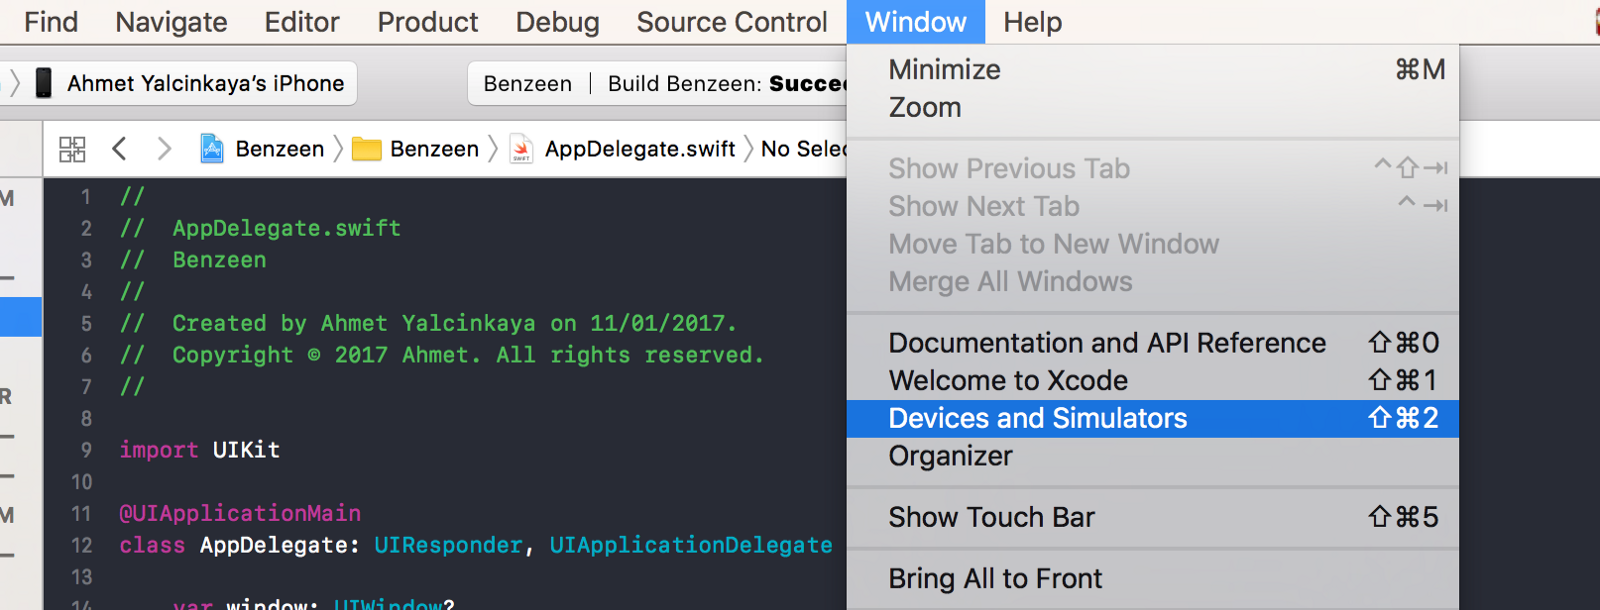 Find Navigate Editor Product Debug Source Control Window Help
Ahmet Yalcinkaya’s iPhone
Benzeen | Build Benzeen: Succe
Benzeen Benzeen AppDelegate.swift No Selec
Minimize ⌘M
Zoom
Show Previous Tab ^⇧⇥
Show Next Tab ^⇥
Move Tab to New Window
Merge All Windows
Documentation and API Reference ⇧⌘0
Welcome to Xcode ⇧⌘1
Devices and Simulators ⇧⌘2
Organizer
Show Touch Bar ⇧⌘5
Bring All to Front
M
R
M
1 //
2 //  AppDelegate.swift
3 //  Benzeen
4 //
5 //  Created by Ahmet Yalcinkaya on 11/01/2017.
6 //  Copyright © 2017 Ahmet. All rights reserved.
7 //
8
9 import UIKit
10
11 @UIApplicationMain
12 class AppDelegate: UIResponder, UIApplicationDelegate
13
14 var window: UIWindow?